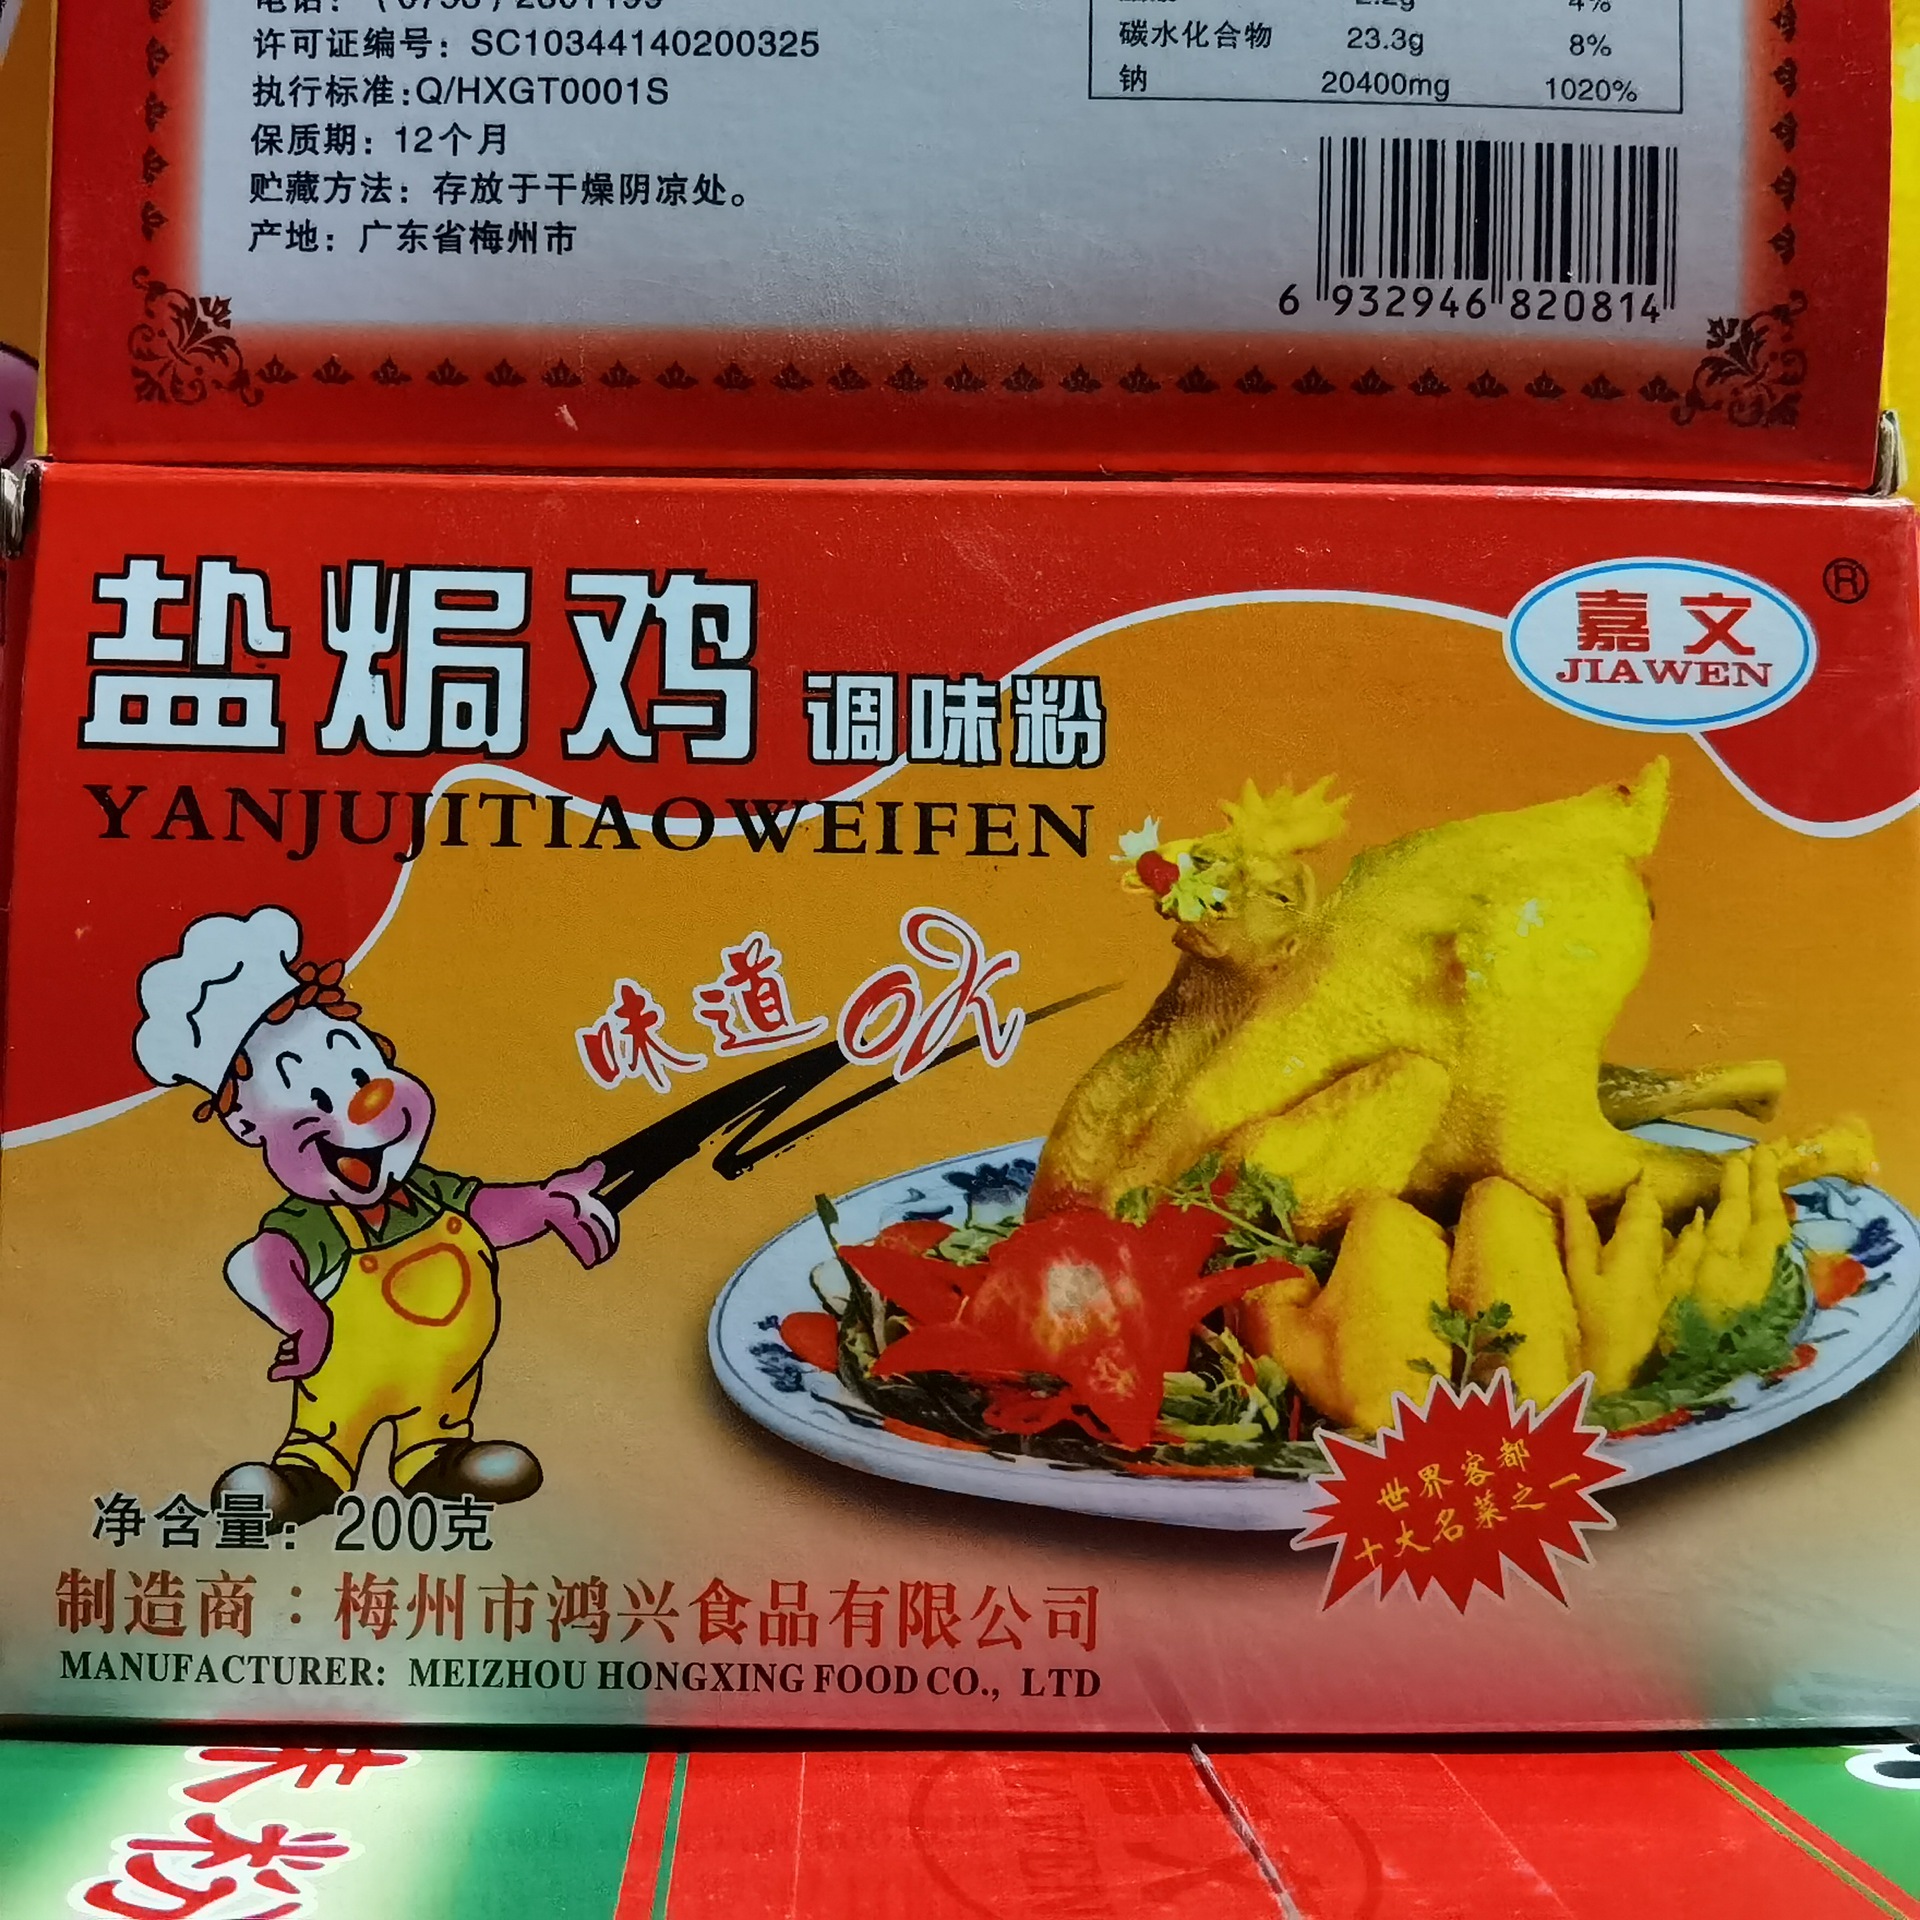 许可证编号：SC10344140200325
执行标准:Q/HXGT0001S
保质期：12个月
贮藏方法：存放于干燥阴凉处。
产地：广东省梅州市
碳水化合物 23.3g 8%
钠 20400mg 1020%
6 932946 820814
盐焗鸡 调味粉
YANJUJITIAOWEIFEN
嘉文
JIAWEN
®
味道OK
世界客都
十大名菜之一
净含量：200克
制造商：梅州市鸿兴食品有限公司
MANUFACTURER: MEIZHOU HONGXING FOOD CO., LTD
味粉